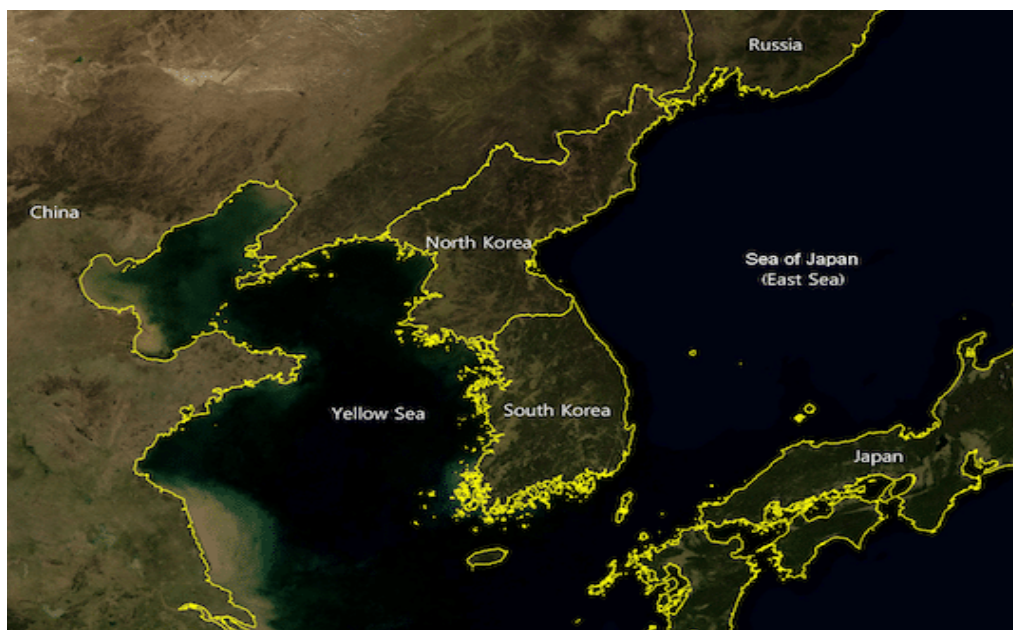 Russia
China
North Korea
Sea of Japan
(East Sea)
Yellow Sea
South Korea
Japan